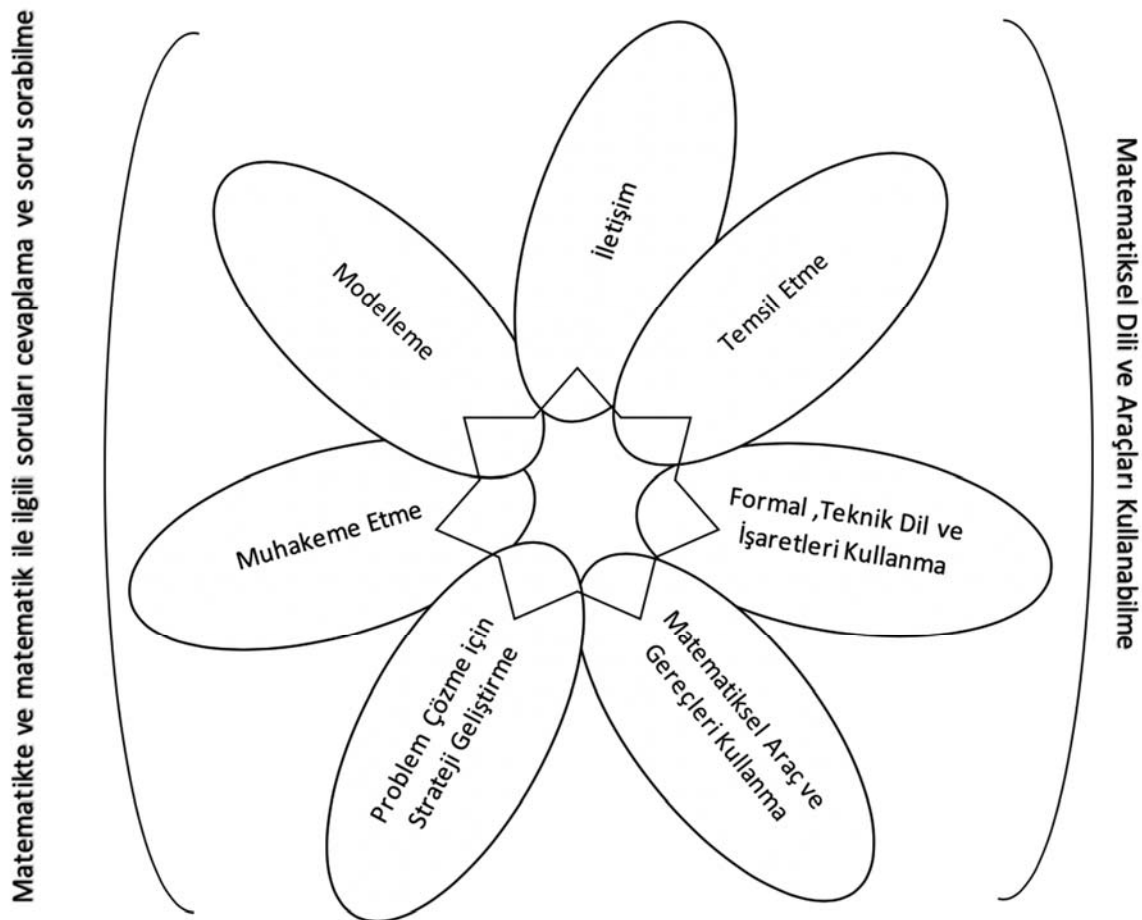 Matematikte ve matematik ile ilgili soruları cevaplama ve soru sorabilme
İletişim
Modelleme
Temsil Etme
Muhakeme Etme
Formal ,Teknik Dil ve
İşaretleri Kullanma
Problem Çözme için
Strateji Geliştirme
Matematiksel Araç ve
Gereçleri Kullanma
Matematiksel Dili ve Araçları Kullanabilme